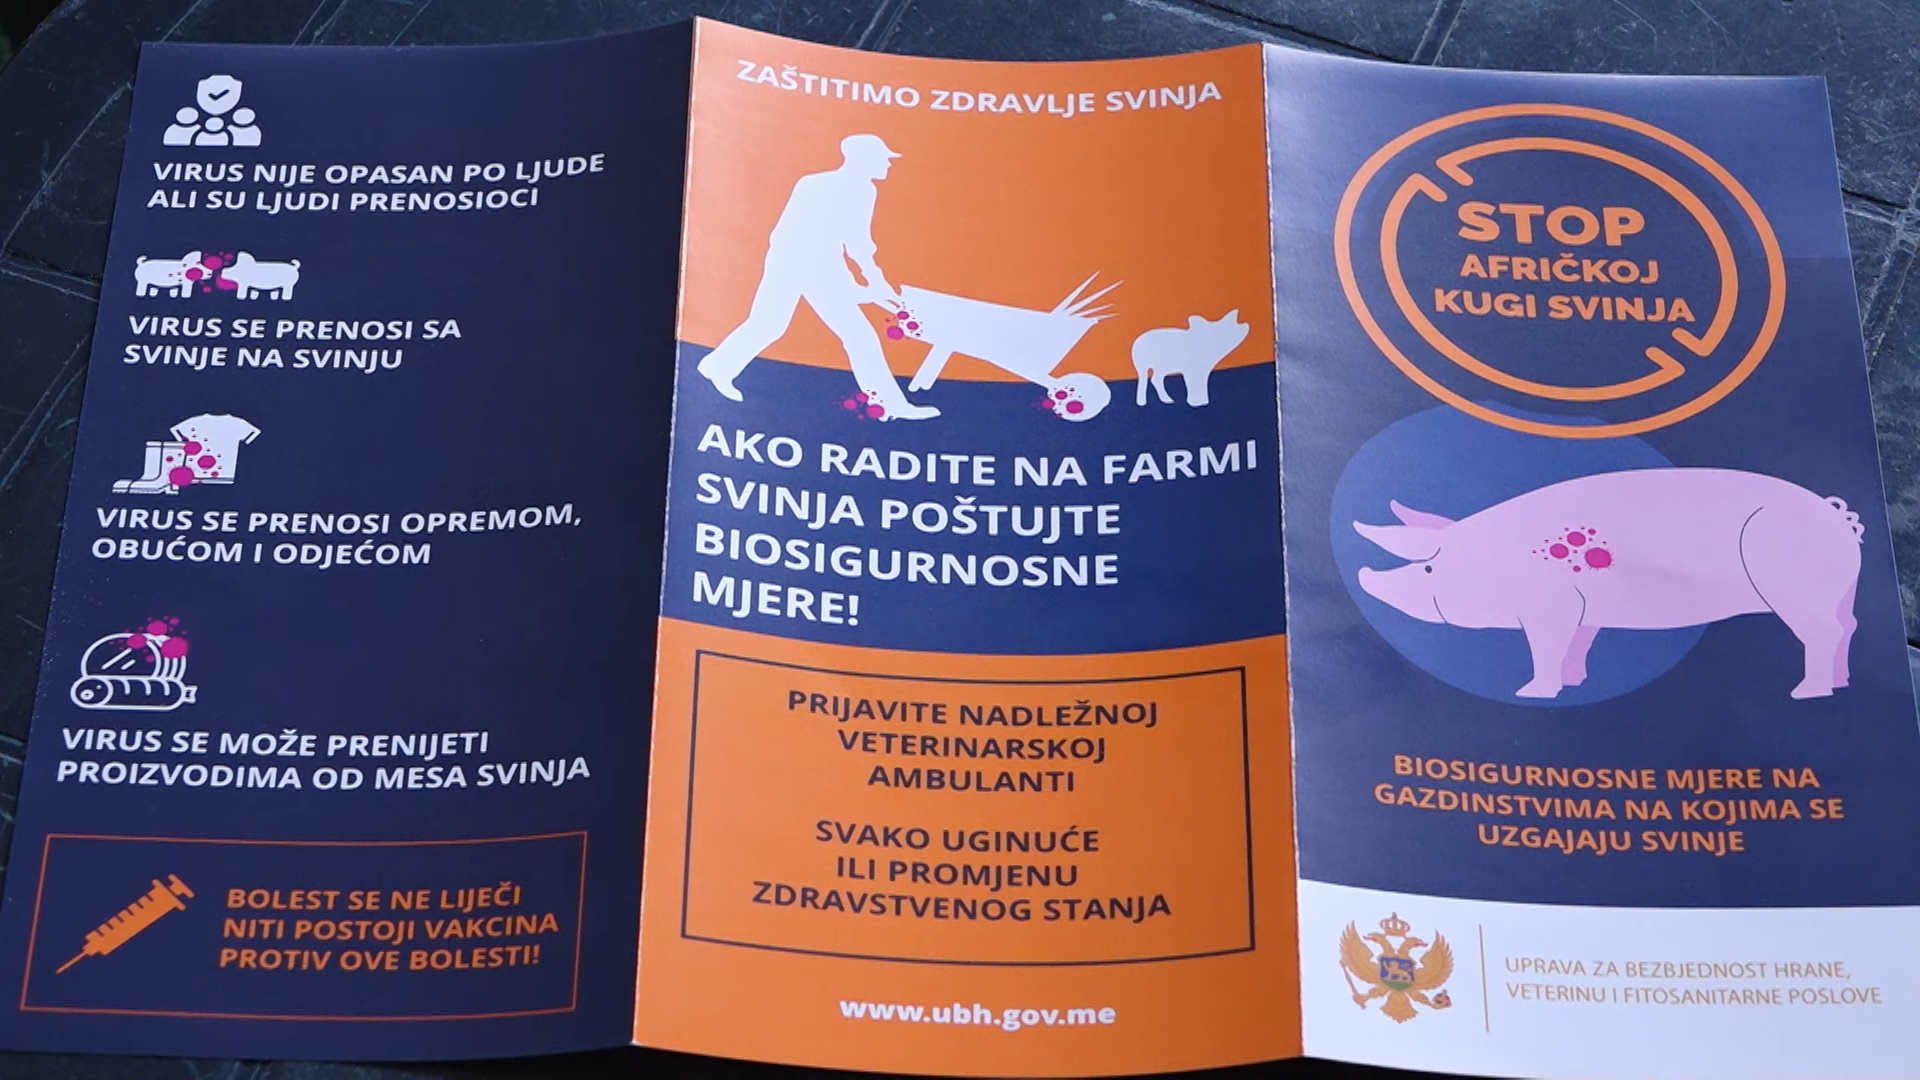 VIRUS NIJE OPASAN PO LJUDE
ALI SU LJUDI PRENOSIOCI
VIRUS SE PRENOSI SA
SVINJE NA SVINJU
VIRUS SE PRENOSI OPREMOM,
OBUĆOM I ODJEĆOM
VIRUS SE MOŽE PRENIJETI
PROIZVODIMA OD MESA SVINJA
BOLEST SE NE LIJEČI
NITI POSTOJI VAKCINA
PROTIV OVE BOLESTI!
ZAŠTITIMO ZDRAVLJE SVINJA
AKO RADITE NA FARMI
SVINJA POŠTUJTE
BIOSIGURNOSNE
MJERE!
PRIJAVITE NADLEŽNOJ
VETERINARSKOJ
AMBULANTI
SVAKO UGINUĆE
ILI PROMJENU
ZDRAVSTVENOG STANJA
www.ubh.gov.me
STOP
AFRIČKOJ
KUGI SVINJA
BIOSIGURNOSNE MJERE NA
GAZDINSTVIMA NA KOJIMA SE
UZGAJAJU SVINJE
UPRAVA ZA BEZBJEDNOST HRANE,
VETERINU I FITOSANITARNE POSLOVE